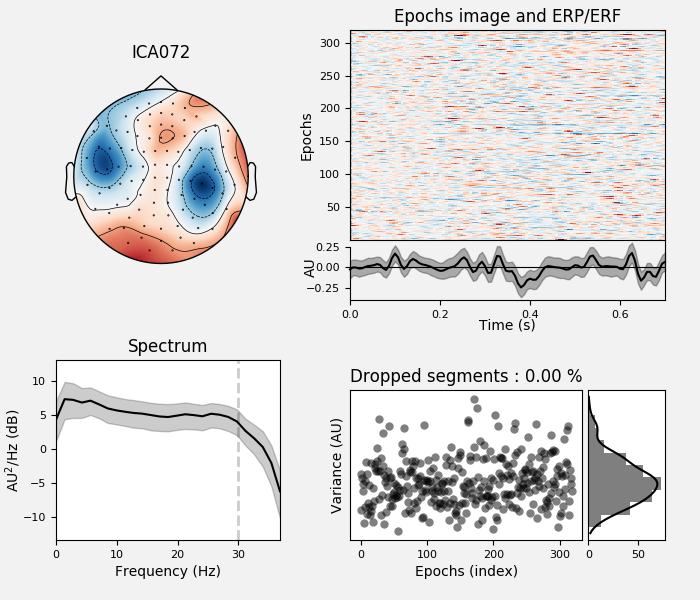 ICA072
Epochs image and ERP/ERF
Epochs
300
250
200
150
100
50
AU
0.25
0.00
−0.25
0.0 0.2 0.4 0.6
Time (s)
Spectrum
AU²/Hz (dB)
10
5
0
−5
−10
0 10 20 30
Frequency (Hz)
Dropped segments : 0.00 %
Variance (AU)
0 100 200 300
Epochs (index)
0 50